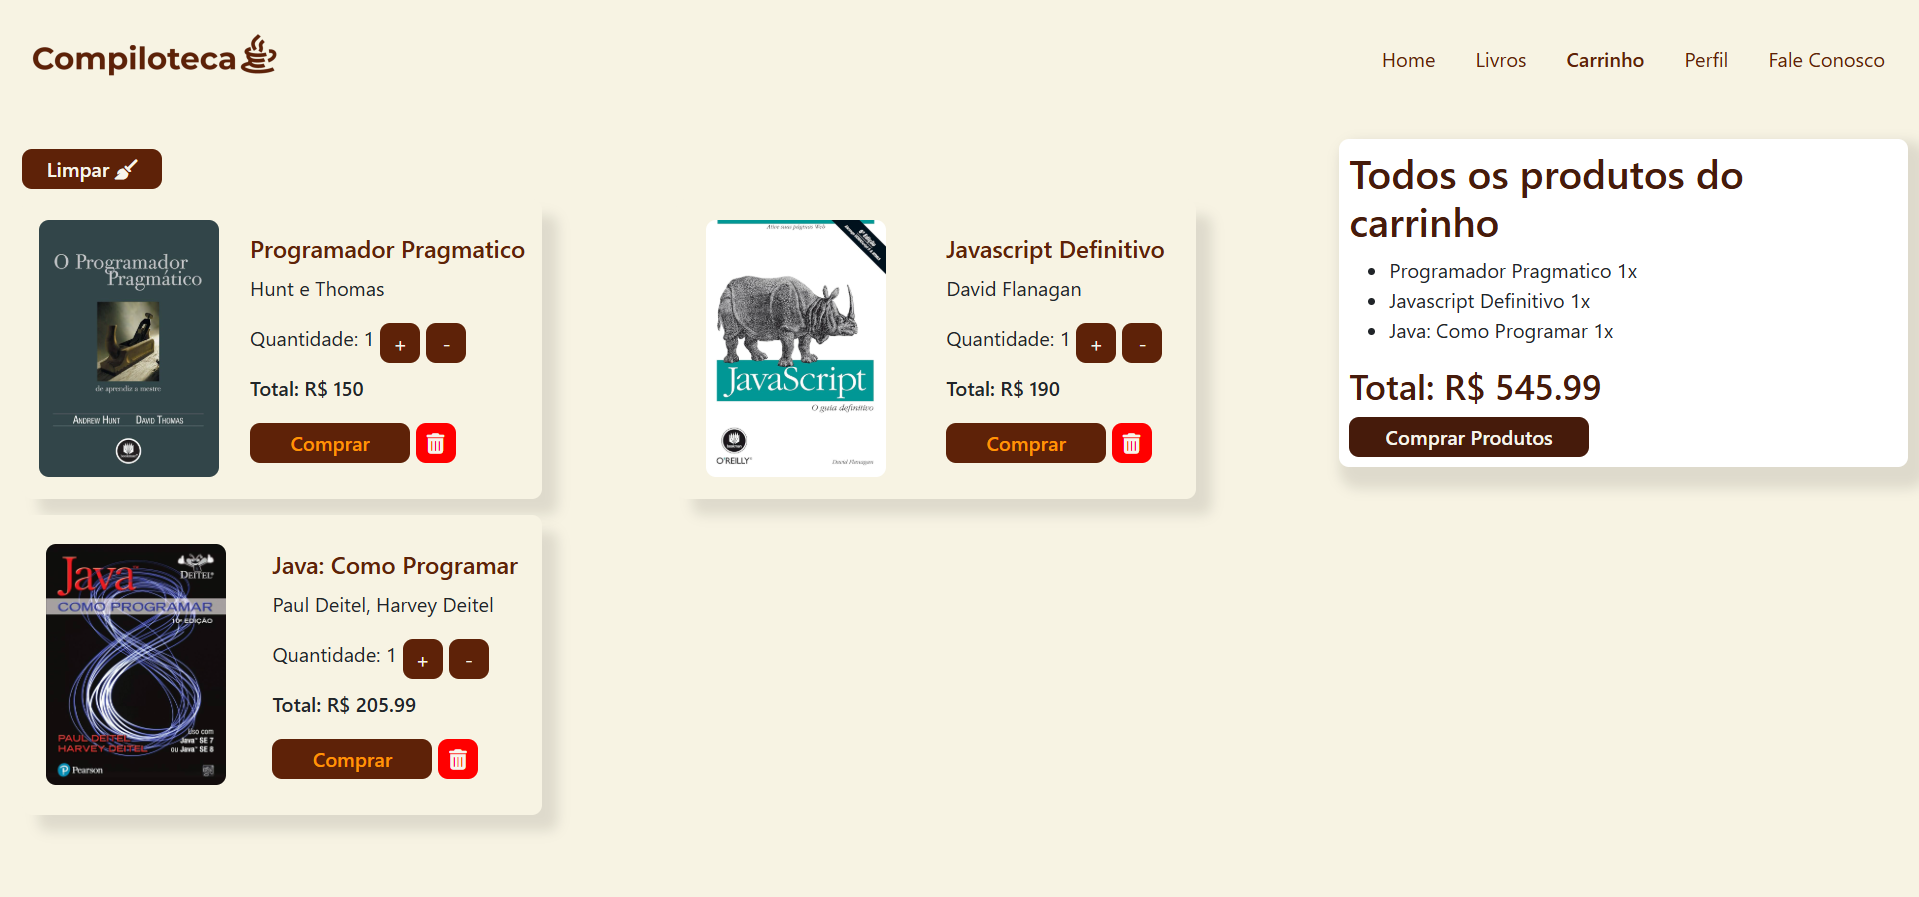 Compiloteca
Home Livros Carrinho Perfil Fale Conosco
Limpar
O Programador
Pragmático
de aprendiz a mestre
ANDREW HUNT DAVID THOMAS
Programador Pragmatico
Hunt e Thomas
Quantidade: 1 + -
Total: R$ 150
Comprar
Ative suas páginas Web
6ª Edição
JavaScript
O guia definitivo
O'REILLY
David Flanagan
Javascript Definitivo
David Flanagan
Quantidade: 1 + -
Total: R$ 190
Comprar
Todos os produtos do
carrinho
Programador Pragmatico 1x
Javascript Definitivo 1x
Java: Como Programar 1x
Total: R$ 545.99
Comprar Produtos
Java
DEITEL
COMO PROGRAMAR
10ª EDIÇÃO
PAUL DEITEL
HARVEY DEITEL
uso com
Java™ SE 7
ou Java™ SE 8
Pearson
Java: Como Programar
Paul Deitel, Harvey Deitel
Quantidade: 1 + -
Total: R$ 205.99
Comprar